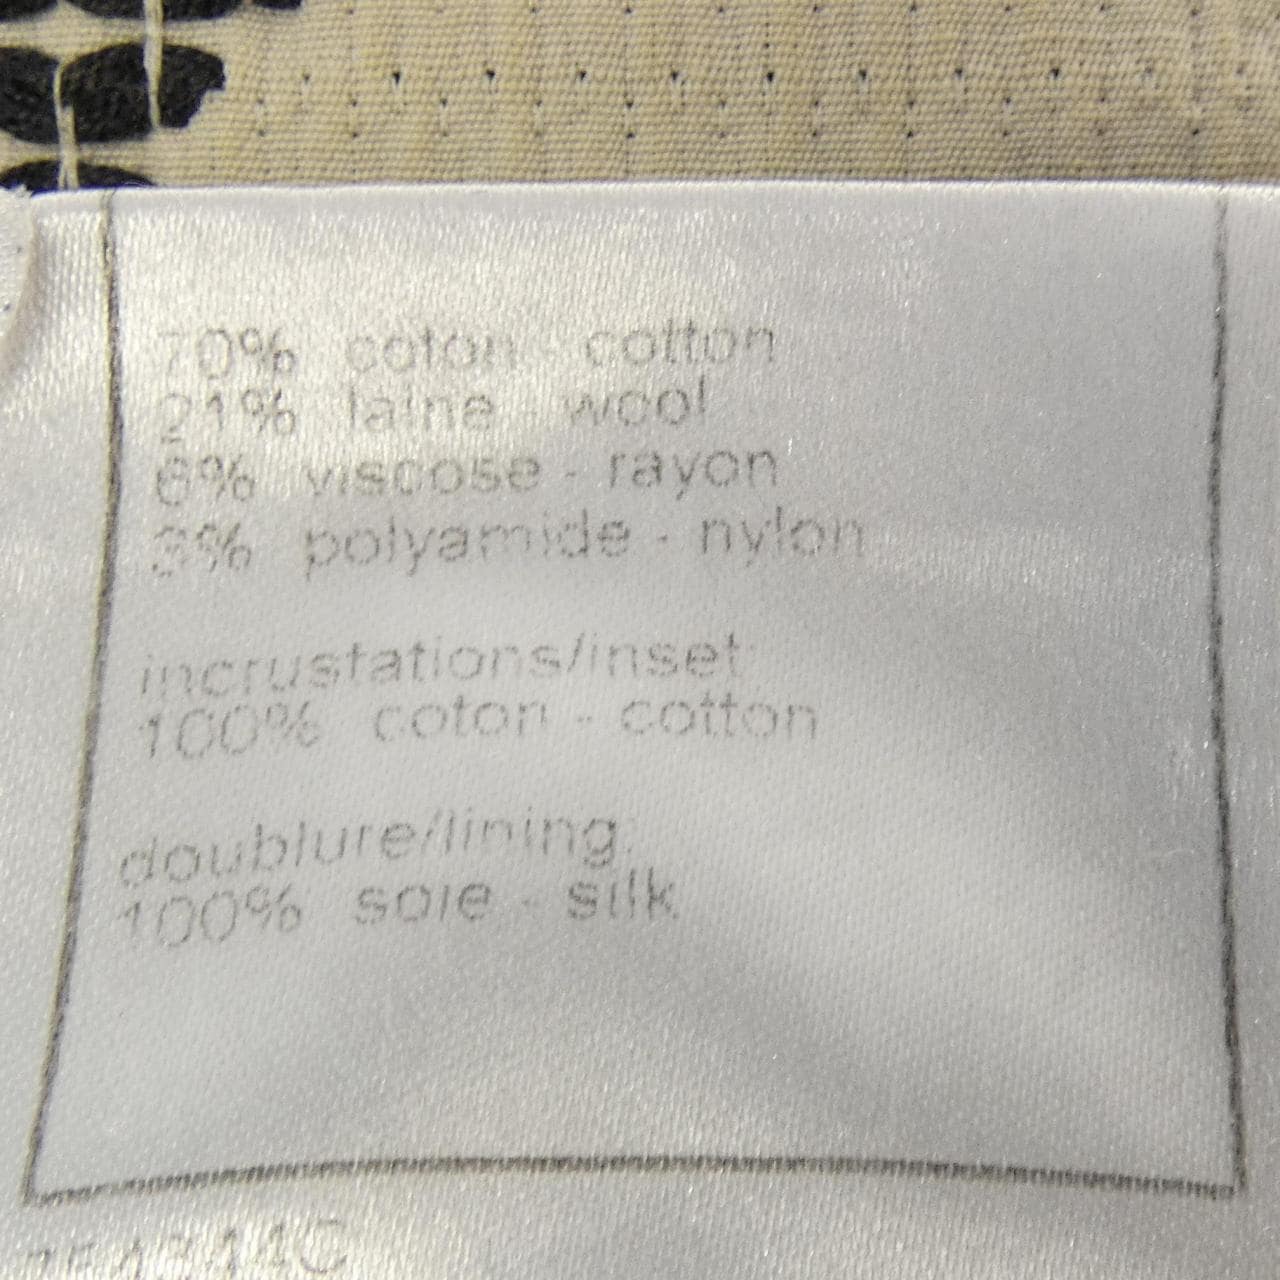 70% coton - cotton
21% laine - wool
6% viscose - rayon
3% polyamide - nylon
incrustations/inset:
100% coton - cotton
doublure/lining:
100% soie - silk